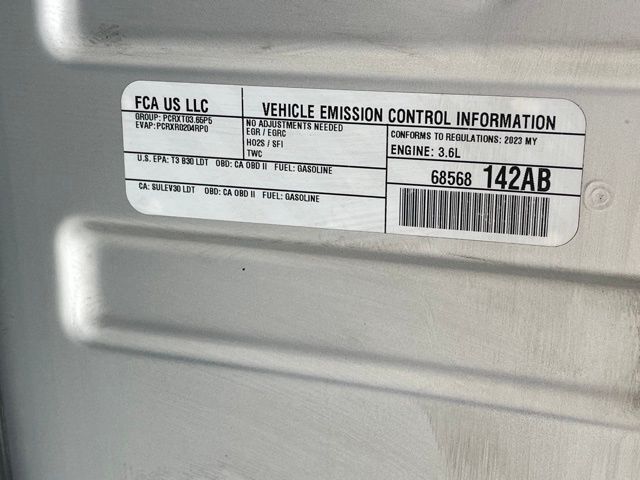 FCA US LLC
GROUP: PCRXT03.65P5
EVAP: PCRXR0204RP0
VEHICLE EMISSION CONTROL INFORMATION
NO ADJUSTMENTS NEEDED
EGR / EGRC
HO2S / SFI
TWC
CONFORMS TO REGULATIONS: 2023 MY
ENGINE: 3.6L
U.S. EPA: T3 B30 LDT OBD: CA OBD II FUEL: GASOLINE
CA: SULEV30 LDT OBD: CA OBD II FUEL: GASOLINE
68568 142AB